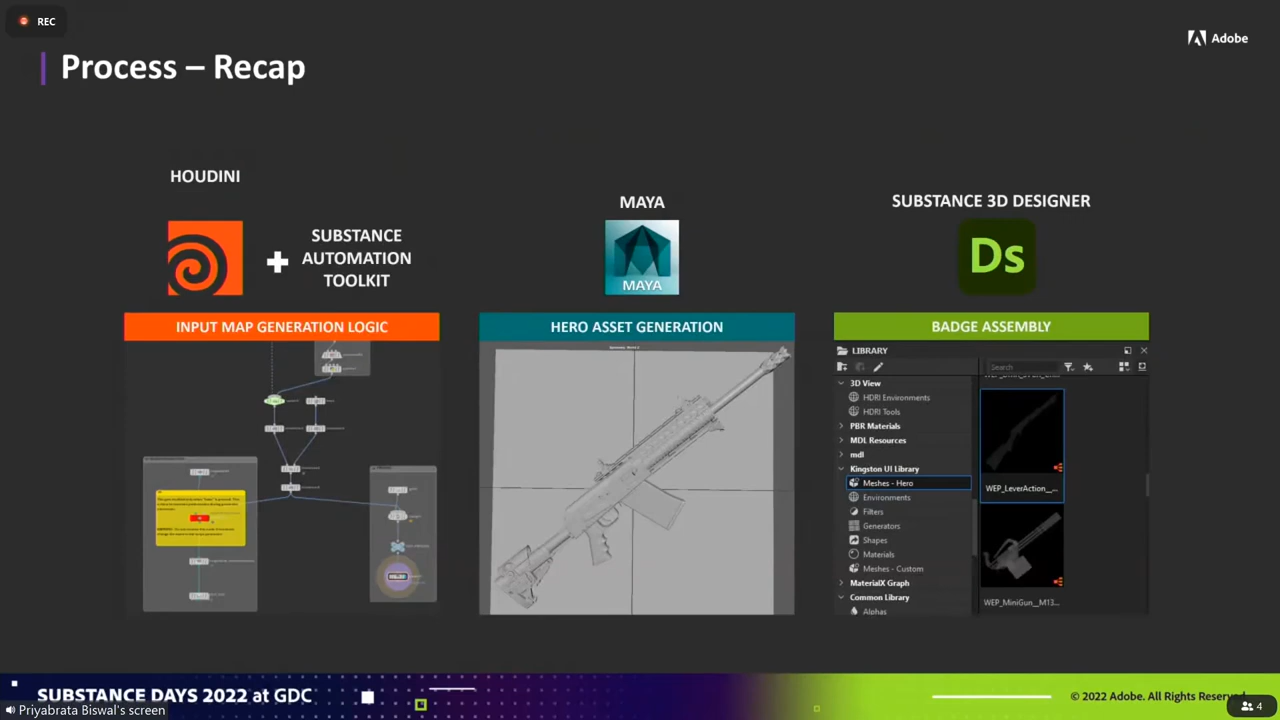 REC
Adobe
Process – Recap
HOUDINI
SUBSTANCE
AUTOMATION
TOOLKIT
INPUT MAP GENERATION LOGIC
MAYA
MAYA
HERO ASSET GENERATION
SUBSTANCE 3D DESIGNER
Ds
BADGE ASSEMBLY
LIBRARY
Search
3D View
HDRI Environments
HDRI Tools
PBR Materials
MDL Resources
mdl
Kingston UI Library
Meshes - Hero
Environments
Filters
Generators
Shapes
Materials
Meshes - Custom
MaterialX Graph
Common Library
Alphas
WEP_LeverAction__...
WEP_MiniGun__M13...
SUBSTANCE DAYS 2022 at GDC
© 2022 Adobe. All Rights Reserv
Priyabrata Biswal's screen
4